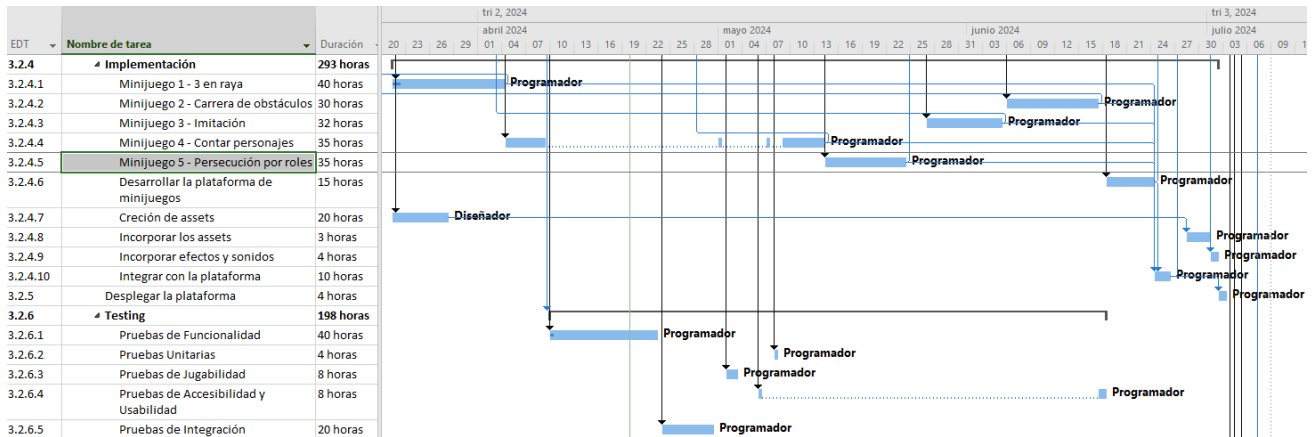 tri 2, 2024 tri 3, 2024
abril 2024 mayo 2024 junio 2024 julio 2024
EDT Nombre de tarea Duración 20 23 26 29 01 04 07 10 13 16 19 22 25 28 01 04 07 10 13 16 19 22 25 28 31 03 06 09 12 15 18 21 24 27 30 03 06 09
3.2.4 Implementación 293 horas
3.2.4.1 Minijuego 1 - 3 en raya 40 horas Programador
3.2.4.2 Minijuego 2 - Carrera de obstáculos 30 horas Programador
3.2.4.3 Minijuego 3 - Imitación 32 horas Programador
3.2.4.4 Minijuego 4 - Contar personajes 35 horas Programador
3.2.4.5 Minijuego 5 - Persecución por roles 35 horas Programador
3.2.4.6 Desarrollar la plataforma de 15 horas Programador
minijuegos
3.2.4.7 Creción de assets 20 horas Diseñador
3.2.4.8 Incorporar los assets 3 horas Programador
3.2.4.9 Incorporar efectos y sonidos 4 horas Programador
3.2.4.10 Integrar con la plataforma 10 horas Programador
3.2.5 Desplegar la plataforma 4 horas Programador
3.2.6 Testing 198 horas
3.2.6.1 Pruebas de Funcionalidad 40 horas Programador
3.2.6.2 Pruebas Unitarias 4 horas Programador
3.2.6.3 Pruebas de Jugabilidad 8 horas Programador
3.2.6.4 Pruebas de Accesibilidad y 8 horas Programador
Usabilidad
3.2.6.5 Pruebas de Integración 20 horas Programador